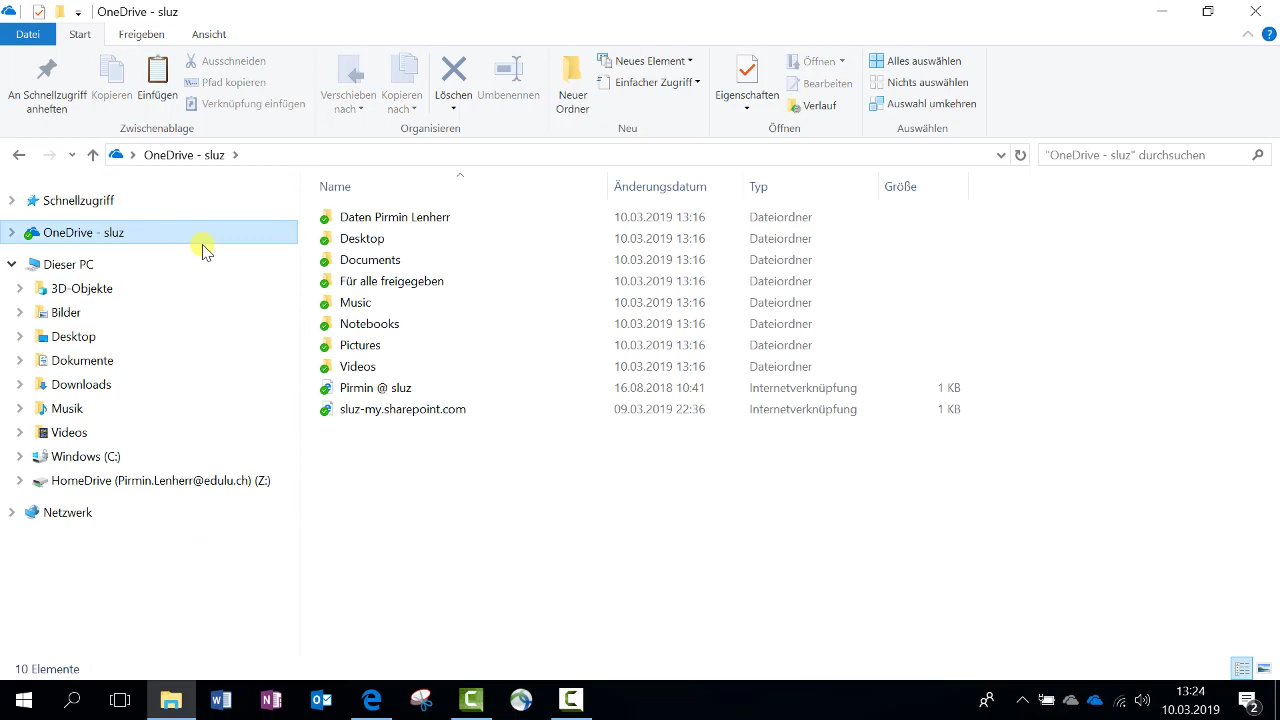 OneDrive - sluz
Datei Start Freigeben Ansicht
An Schnellzugriff anheften
Kopieren
Einfügen
Ausschneiden
Pfad kopieren
Verknüpfung einfügen
Zwischenablage
Verschieben nach
Kopieren nach
Löschen
Umbenennen
Organisieren
Neuer Ordner
Neues Element
Einfacher Zugriff
Neu
Eigenschaften
Öffnen
Bearbeiten
Verlauf
Öffnen
Alles auswählen
Nichts auswählen
Auswahl umkehren
Auswählen
OneDrive - sluz
"OneDrive - sluz" durchsuchen
Schnellzugriff
OneDrive - sluz
Dieser PC
3D-Objekte
Bilder
Desktop
Dokumente
Downloads
Musik
Videos
Windows (C:)
HomeDrive (Pirmin.Lenherr@edulu.ch) (Z:)
Netzwerk
Name Änderungsdatum Typ Größe
Daten Pirmin Lenherr 10.03.2019 13:16 Dateiordner
Desktop 10.03.2019 13:16 Dateiordner
Documents 10.03.2019 13:16 Dateiordner
Für alle freigegeben 10.03.2019 13:16 Dateiordner
Music 10.03.2019 13:16 Dateiordner
Notebooks 10.03.2019 13:16 Dateiordner
Pictures 10.03.2019 13:16 Dateiordner
Videos 10.03.2019 13:16 Dateiordner
Pirmin @ sluz 16.08.2018 10:41 Internetverknüpfung 1 KB
sluz-my.sharepoint.com 09.03.2019 22:36 Internetverknüpfung 1 KB
10 Elemente
13:24
10.03.2019
2